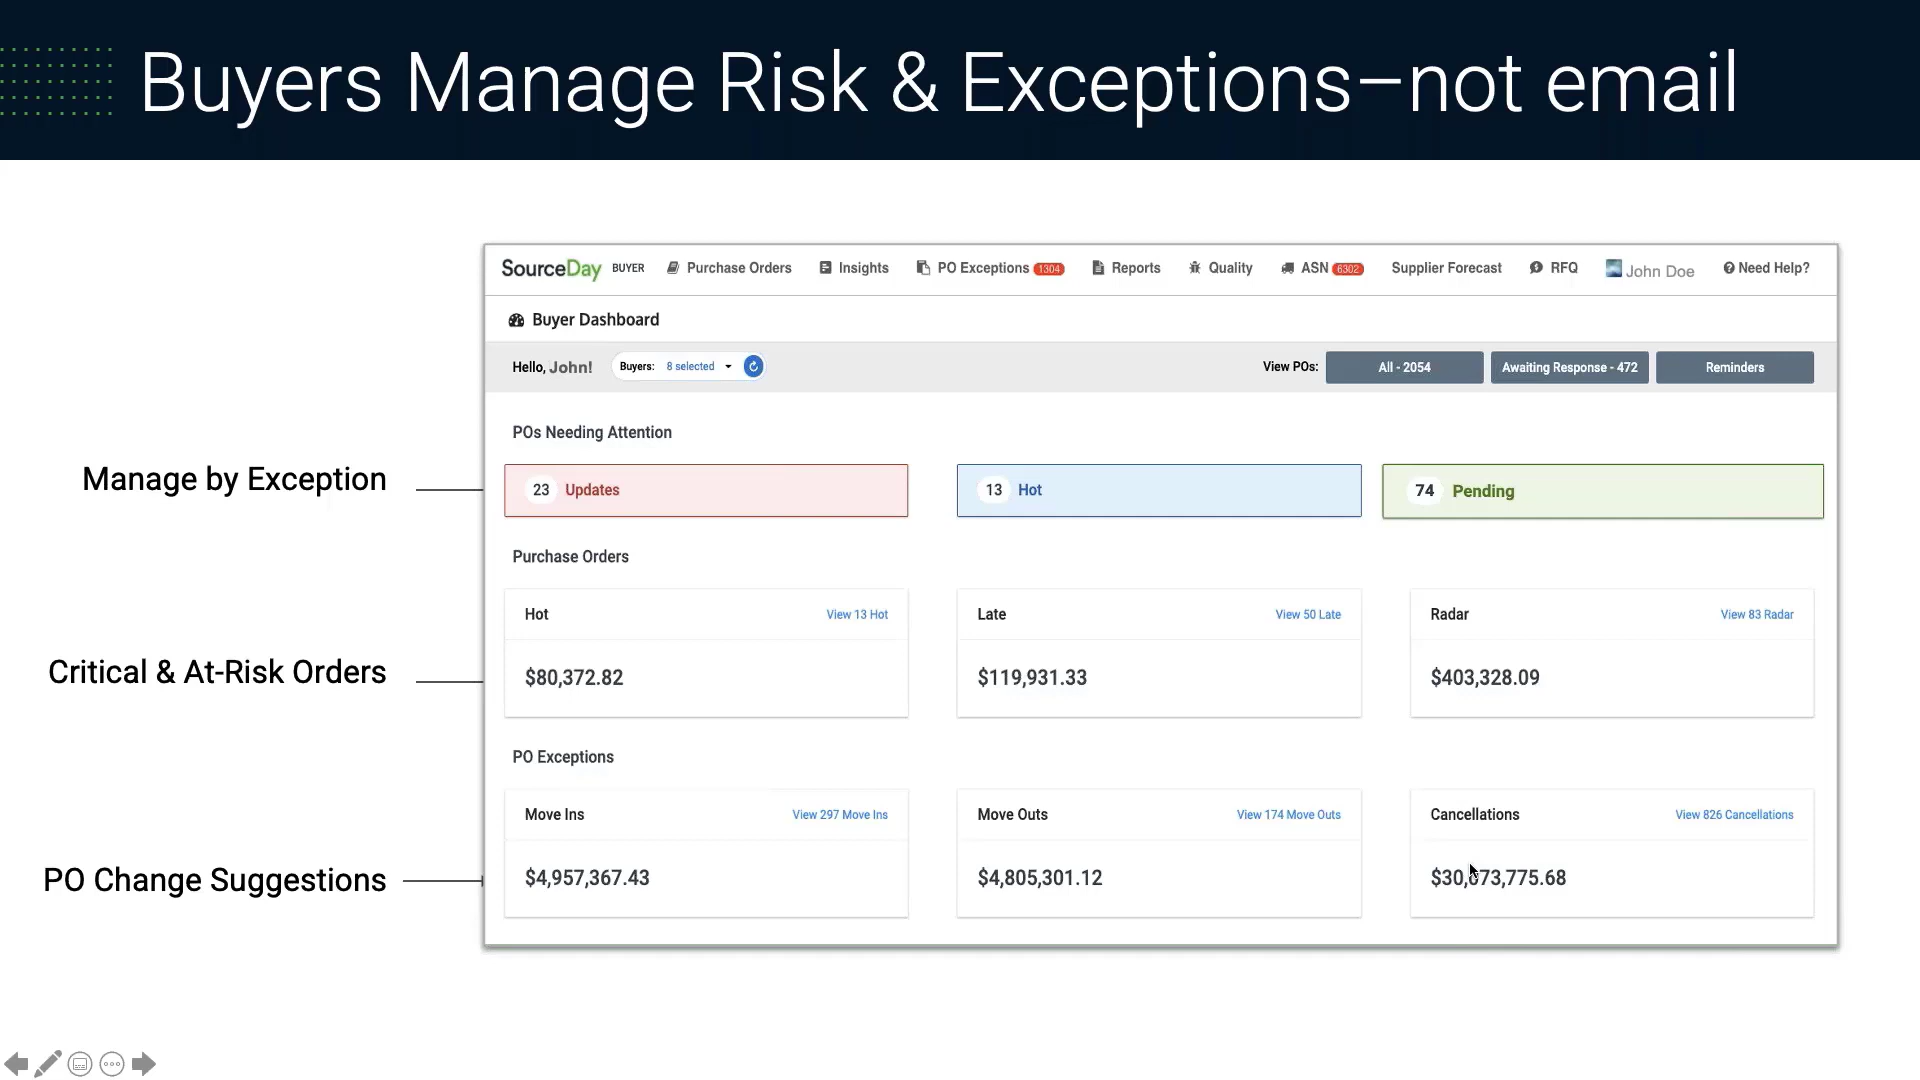 Buyers Manage Risk & Exceptions–not email
SourceDay BUYER Purchase Orders Insights PO Exceptions 1304 Reports Quality ASN 6302 Supplier Forecast RFQ John Doe Need Help?
Buyer Dashboard
Hello, John! Buyers: 8 selected View POs: All - 2054 Awaiting Response - 472 Reminders
POs Needing Attention
Manage by Exception
23 Updates 13 Hot 74 Pending
Purchase Orders
Hot View 13 Hot Late View 50 Late Radar View 83 Radar
Critical & At-Risk Orders
$80,372.82 $119,931.33 $403,328.09
PO Exceptions
Move Ins View 297 Move Ins Move Outs View 174 Move Outs Cancellations View 826 Cancellations
PO Change Suggestions
$4,957,367.43 $4,805,301.12